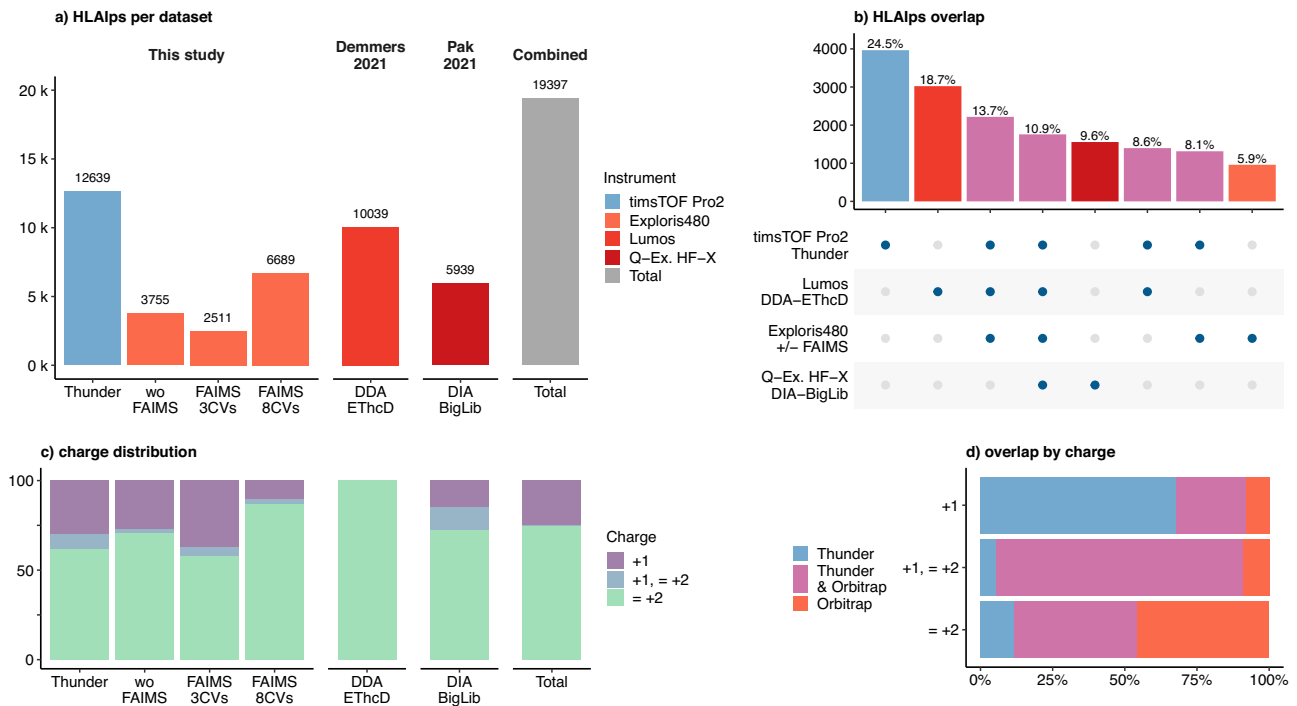 a) HLAIps per dataset
This study
Demmers
2021
Pak
2021
Combined
20 k
15 k
10 k
5 k
0 k
12639
3755
2511
6689
10039
5939
19397
Thunder
wo
FAIMS
FAIMS
3CVs
FAIMS
8CVs
DDA
EThcD
DIA
BigLib
Total
Instrument
timsTOF Pro2
Exploris480
Lumos
Q−Ex. HF−X
Total
b) HLAIps overlap
4000
3000
2000
1000
0
24.5%
18.7%
13.7%
10.9%
9.6%
8.6%
8.1%
5.9%
timsTOF Pro2
Thunder
Lumos
DDA−EThcD
Exploris480
+/− FAIMS
Q−Ex. HF−X
DIA−BigLib
c) charge distribution
100
50
0
Thunder
wo
FAIMS
FAIMS
3CVs
FAIMS
8CVs
DDA
EThcD
DIA
BigLib
Total
Charge
+1
+1, = +2
= +2
d) overlap by charge
Thunder
Thunder
& Orbitrap
Orbitrap
+1
+1, = +2
= +2
0%
25%
50%
75%
100%